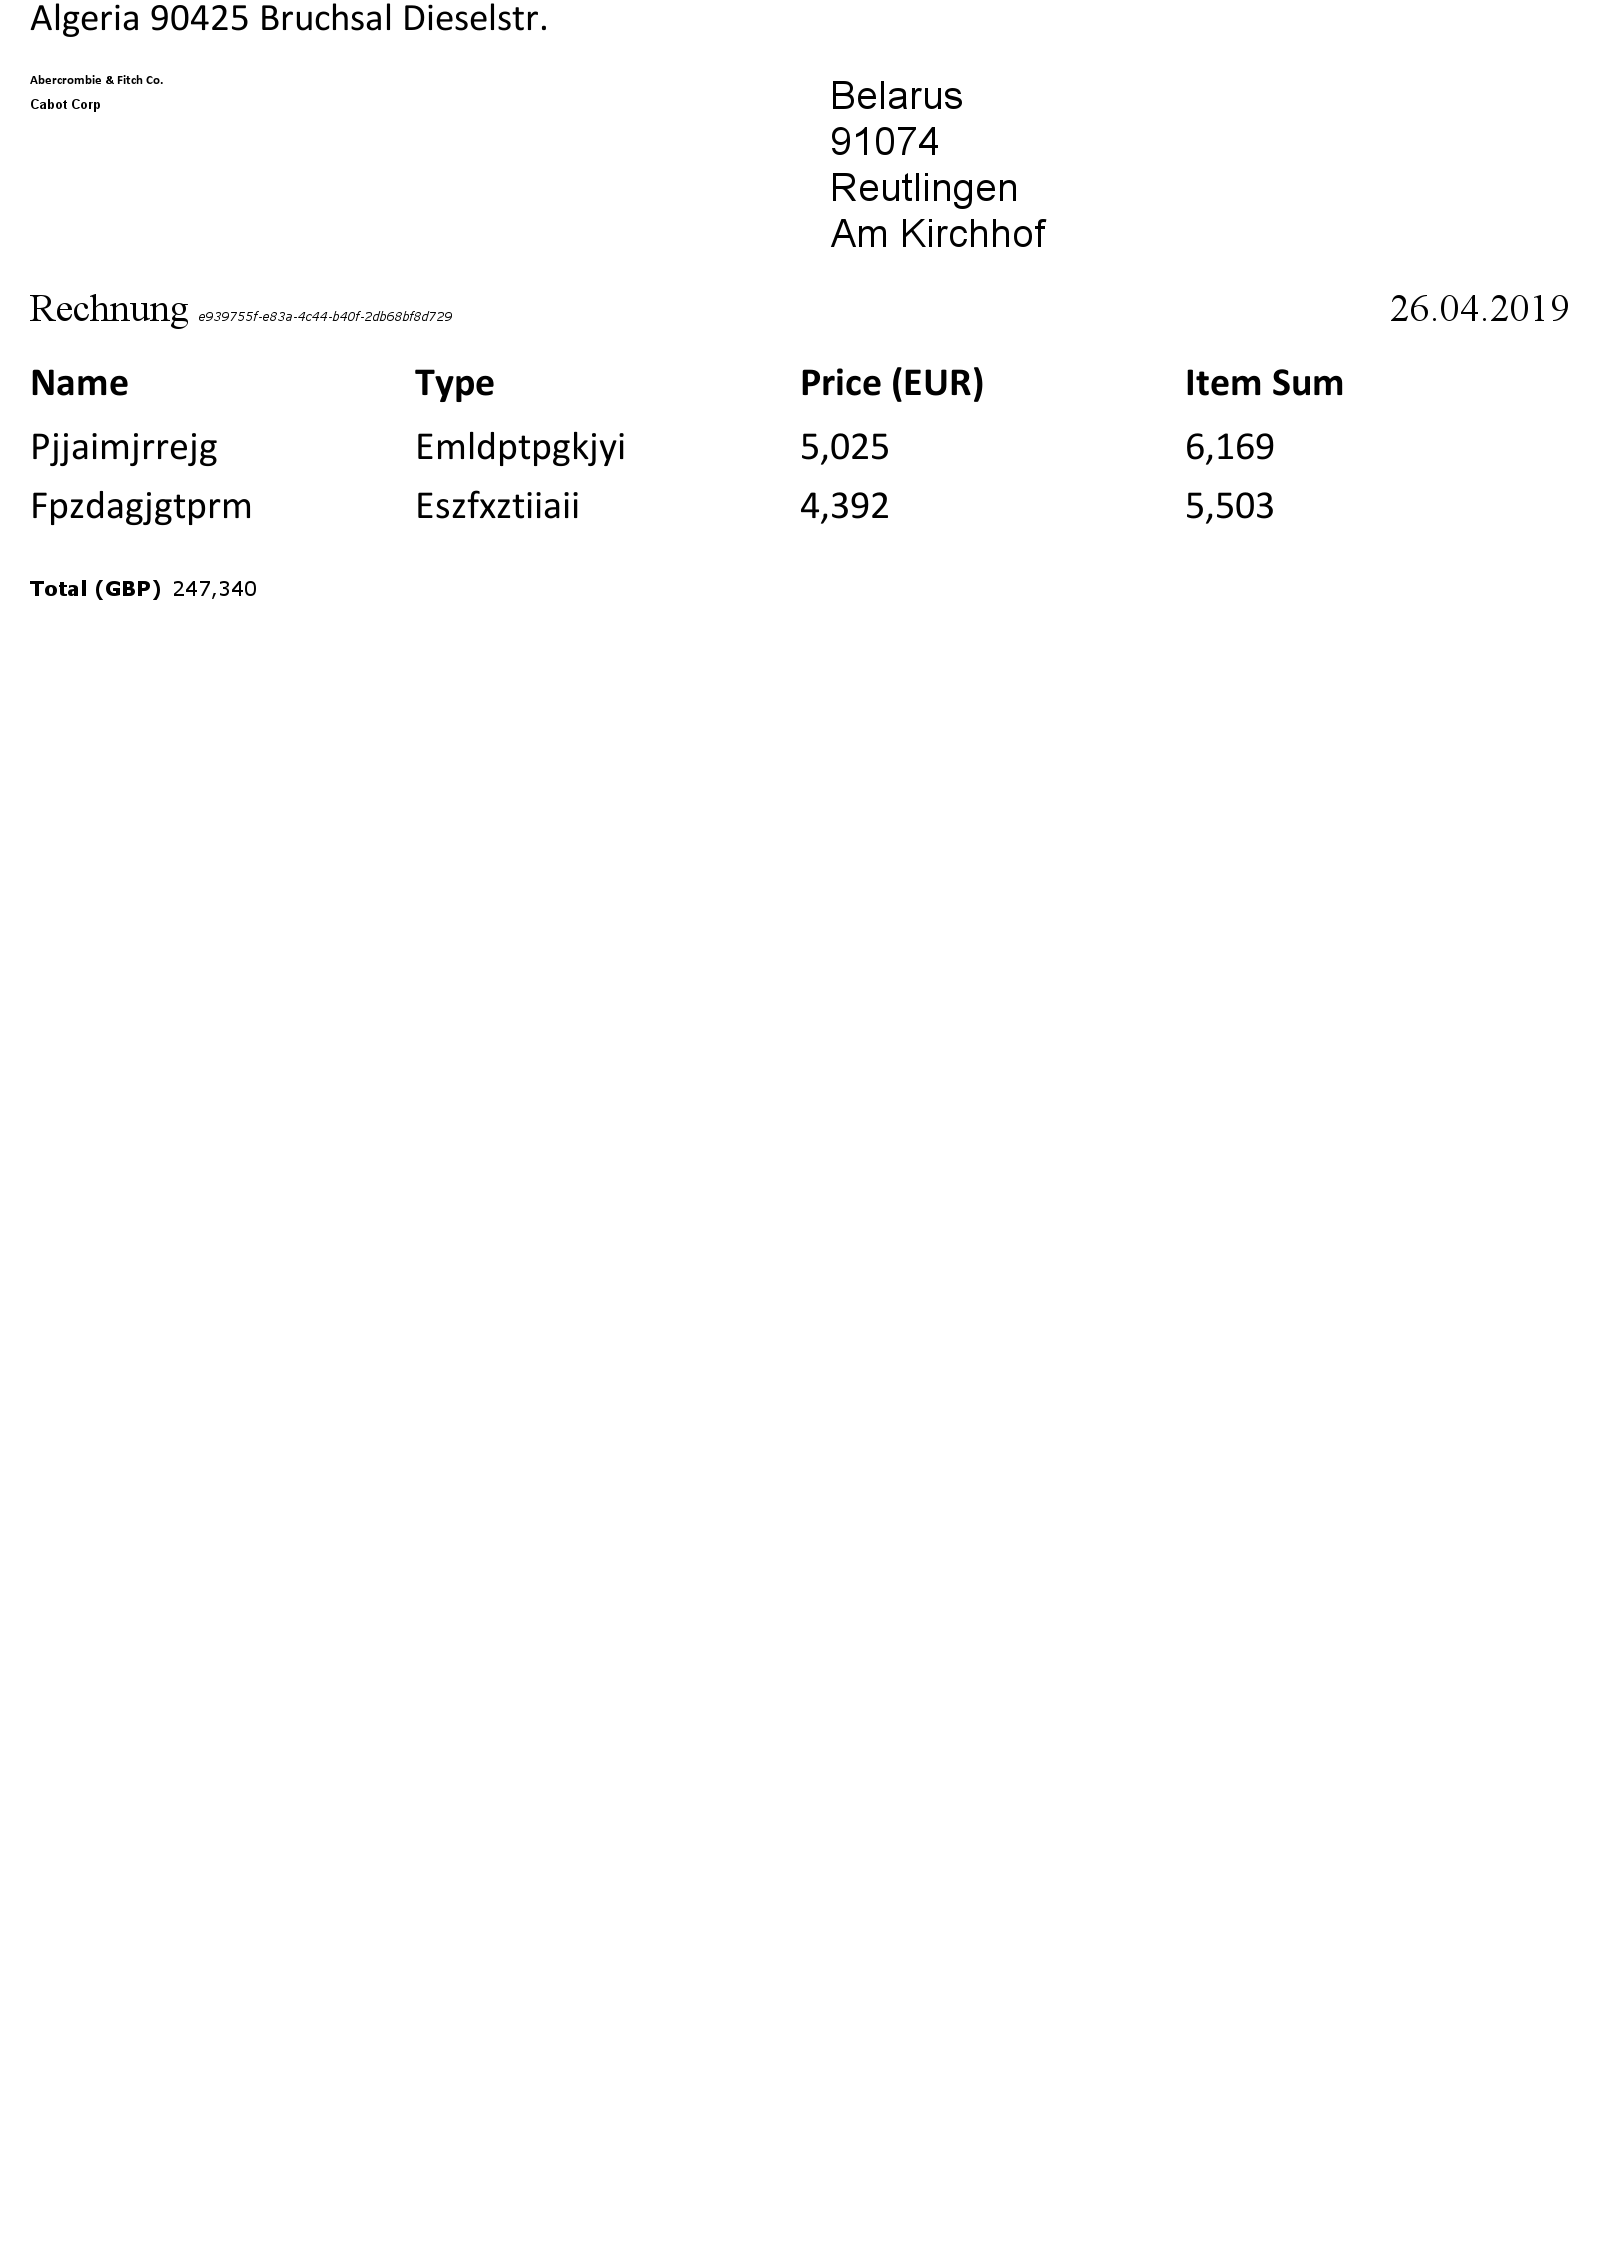 Algeria 90425 Bruchsal Dieselstr.
Abercrombie & Fitch Co.
Cabot Corp
Belarus
91074
Reutlingen
Am Kirchhof
Rechnung e939755f-e83a-4c44-b40f-2db68bf8d729 26.04.2019
Name Type Price (EUR) Item Sum
Pjjaimjrrejg Emldptpgkjyi 5,025 6,169
Fpzdagjgtprm Eszfxztiiaii 4,392 5,503
Total (GBP) 247,340